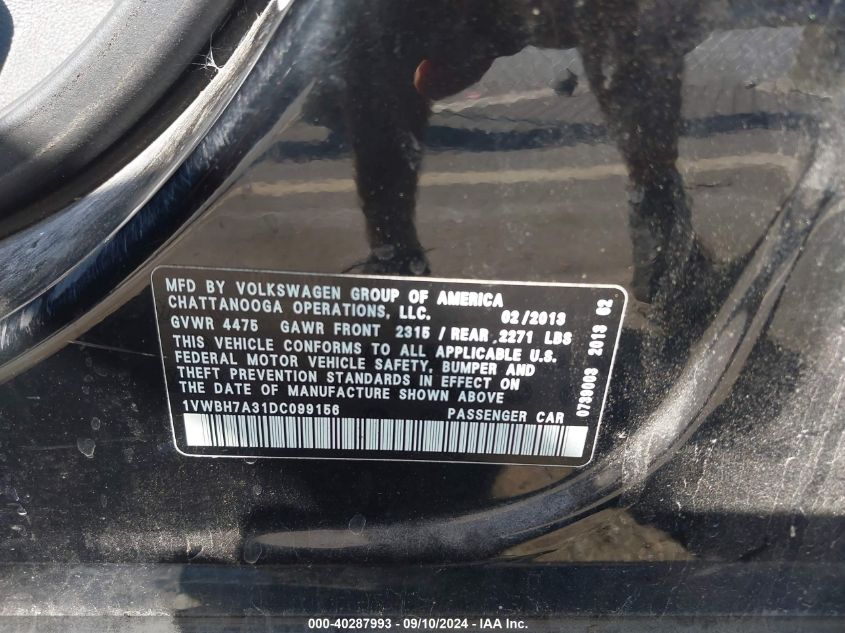 MFD BY VOLKSWAGEN GROUP OF AMERICA
CHATTANOOGA OPERATIONS, LLC. 02/2013
GVWR 4475 GAWR FRONT 2315 / REAR ,2271 LBS
THIS VEHICLE CONFORMS TO ALL APPLICABLE U.S.
FEDERAL MOTOR VEHICLE SAFETY, BUMPER AND
THEFT PREVENTION STANDARDS IN EFFECT ON
THE DATE OF MANUFACTURE SHOWN ABOVE
1VWBH7A31DC099156 PASSENGER CAR
0739003 2013 02
000-40287993 - 09/10/2024 - IAA Inc.